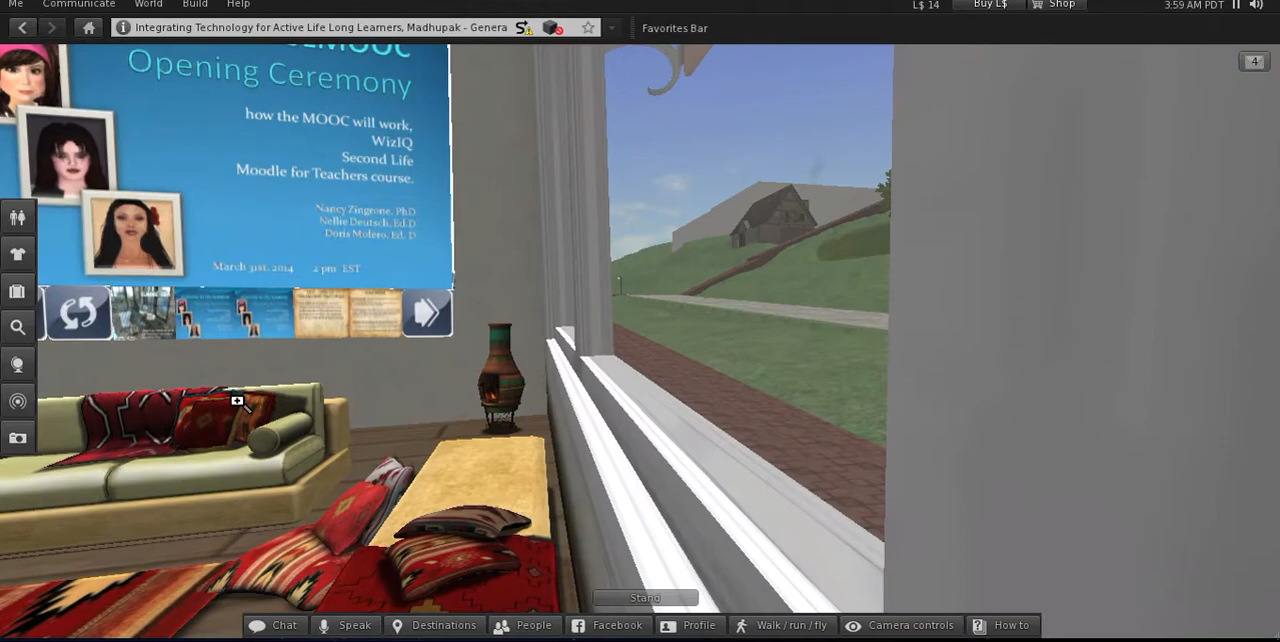 Me Communicate World Build Help
L$ 14 Buy L$ Shop 3:59 AM PDT
Integrating Technology for Active Life Long Learners, Madhupak - Genera
Favorites Bar
4
Opening Ceremony
how the MOOC will work,
WizIQ
Second Life
Moodle for Teachers course.
Nancy Zingrone, PhD
Nellie Deutsch, Ed.D
Doris Molero, Ed. D
March 31st, 2014 2 pm EST
Stand
Chat Speak Destinations People Facebook Profile Walk / run / fly Camera controls How to